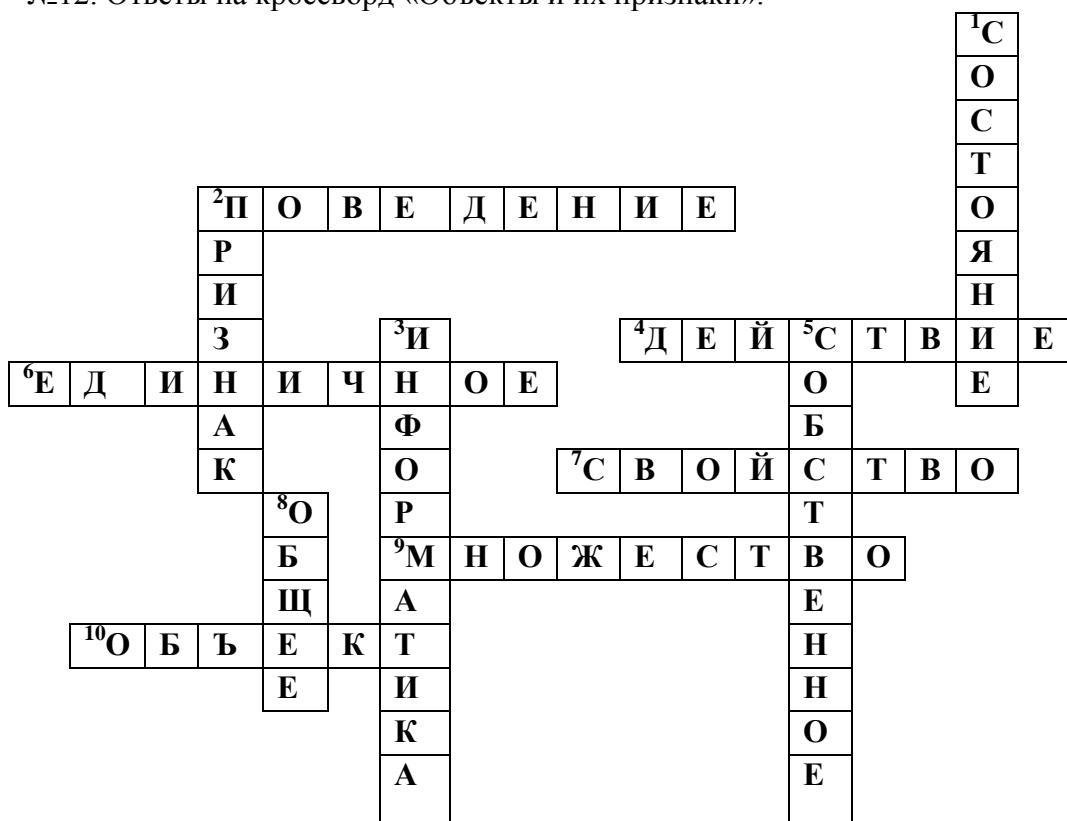 №12. Ответы на кроссворд «Объекты и их признаки».
¹С
О
С
Т
²П О В Е Д Е Н И Е О
Р Я
И Н
З ³И ⁴Д Е Й ⁵С Т В И Е
⁶Е Д И Н И Ч Н О Е О Е
А Ф Б
К О ⁷С В О Й С Т В О
⁸О Р Т
Б ⁹М Н О Ж Е С Т В О
Щ А Е
¹⁰О Б Ъ Е К Т Н
Е И Н
К О
А Е